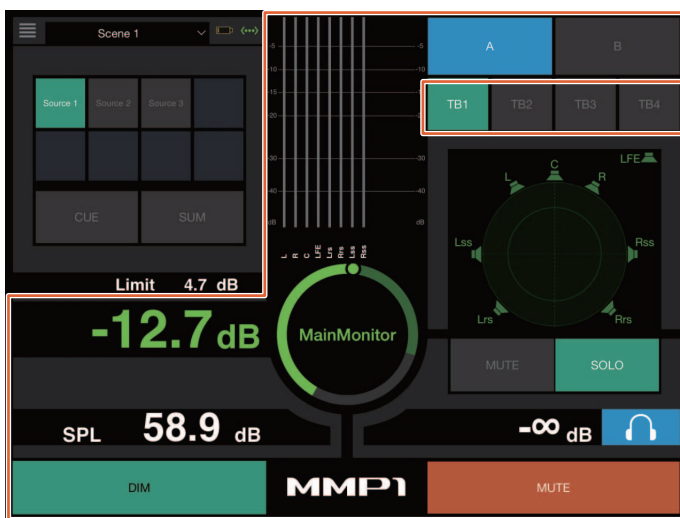 Scene 1
Source 1 Source 2 Source 3
CUE SUM
Limit 4.7 dB
-12.7 dB
SPL 58.9 dB
DIM
-5 -5
-10 -10
-20 -20
-30 -30
-40 -40
dB dB
L R C LFE Lrs Rrs Lss Rss
MainMonitor
MMP1
A B
TB1 TB2 TB3 TB4
LFE
C
L R
Lss Rss
Lrs Rrs
MUTE SOLO
-∞ dB
MUTE